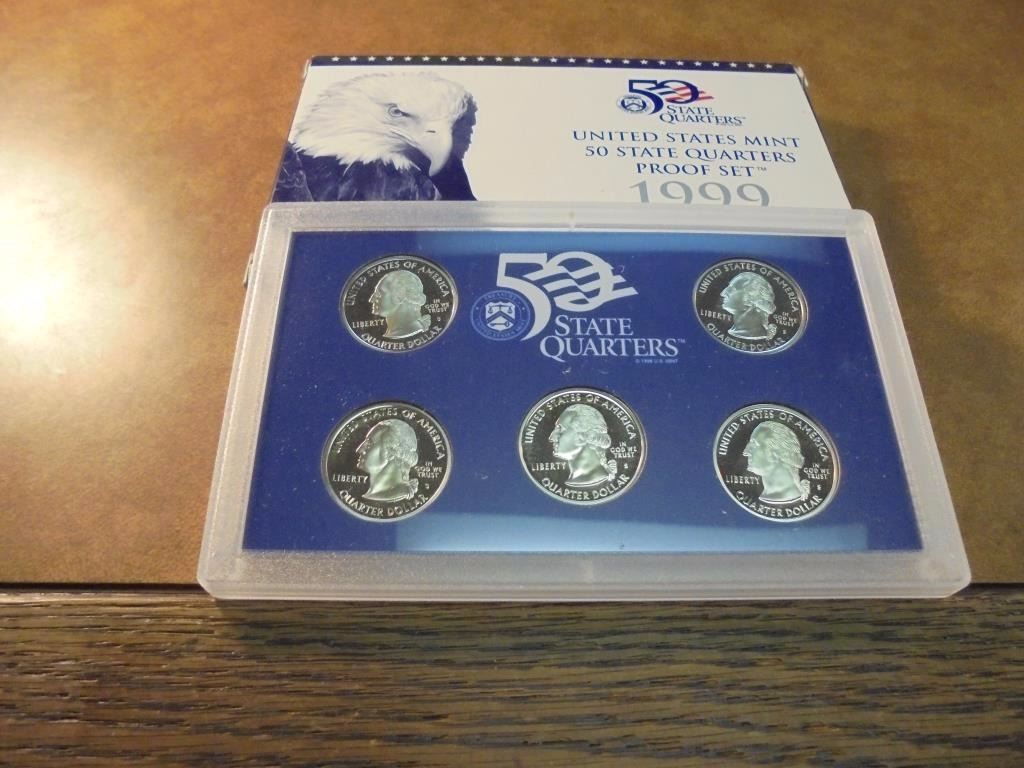 50
STATE
QUARTERS™
UNITED STATES MINT
50 STATE QUARTERS
PROOF SET™
1999
50
STATE
QUARTERS™
UNITED STATES OF AMERICA
LIBERTY
IN
GOD WE
TRUST
S
QUARTER DOLLAR
UNITED STATES OF AMERICA
LIBERTY
IN
GOD WE
TRUST
S
QUARTER DOLLAR
UNITED STATES OF AMERICA
LIBERTY
IN
GOD WE
TRUST
S
QUARTER DOLLAR
UNITED STATES OF AMERICA
LIBERTY
IN
GOD WE
TRUST
S
QUARTER DOLLAR
UNITED STATES OF AMERICA
LIBERTY
IN
GOD WE
TRUST
S
QUARTER DOLLAR